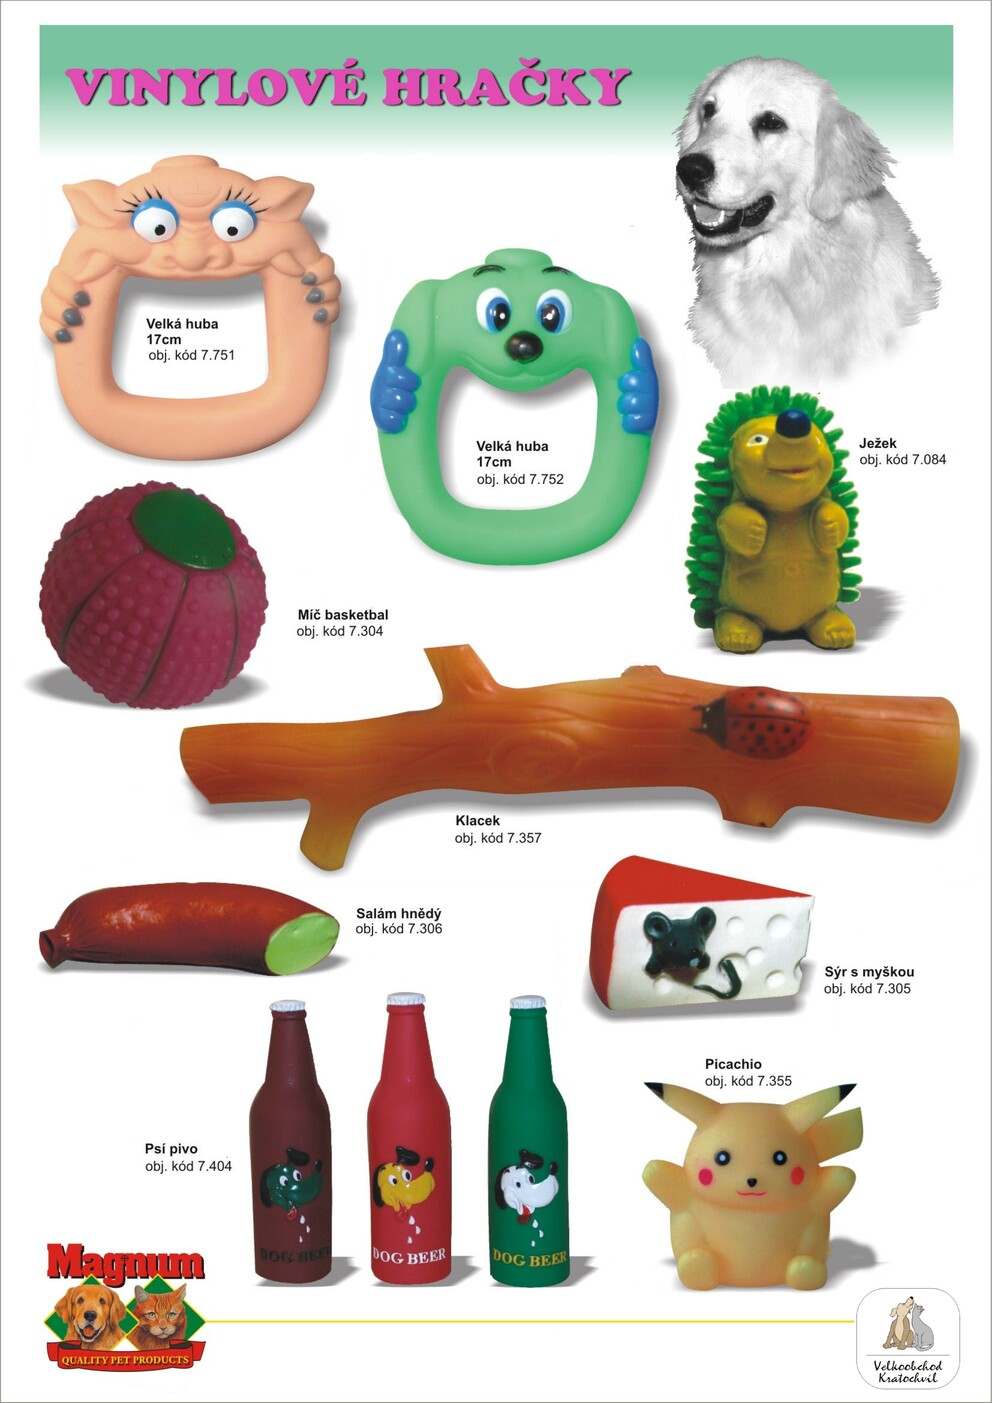 VINYLOVÉ HRAČKY
Velká huba
17cm
obj. kód 7.751
Velká huba
17cm
obj. kód 7.752
Ježek
obj. kód 7.084
Míč basketbal
obj. kód 7.304
Klacek
obj. kód 7.357
Salám hnědý
obj. kód 7.306
Sýr s myškou
obj. kód 7.305
Picachio
obj. kód 7.355
Psí pivo
obj. kód 7.404
DOG BEER
DOG BEER
DOG BEER
Magnum
QUALITY PET PRODUCTS
Velkoobchod
Kratochvíl